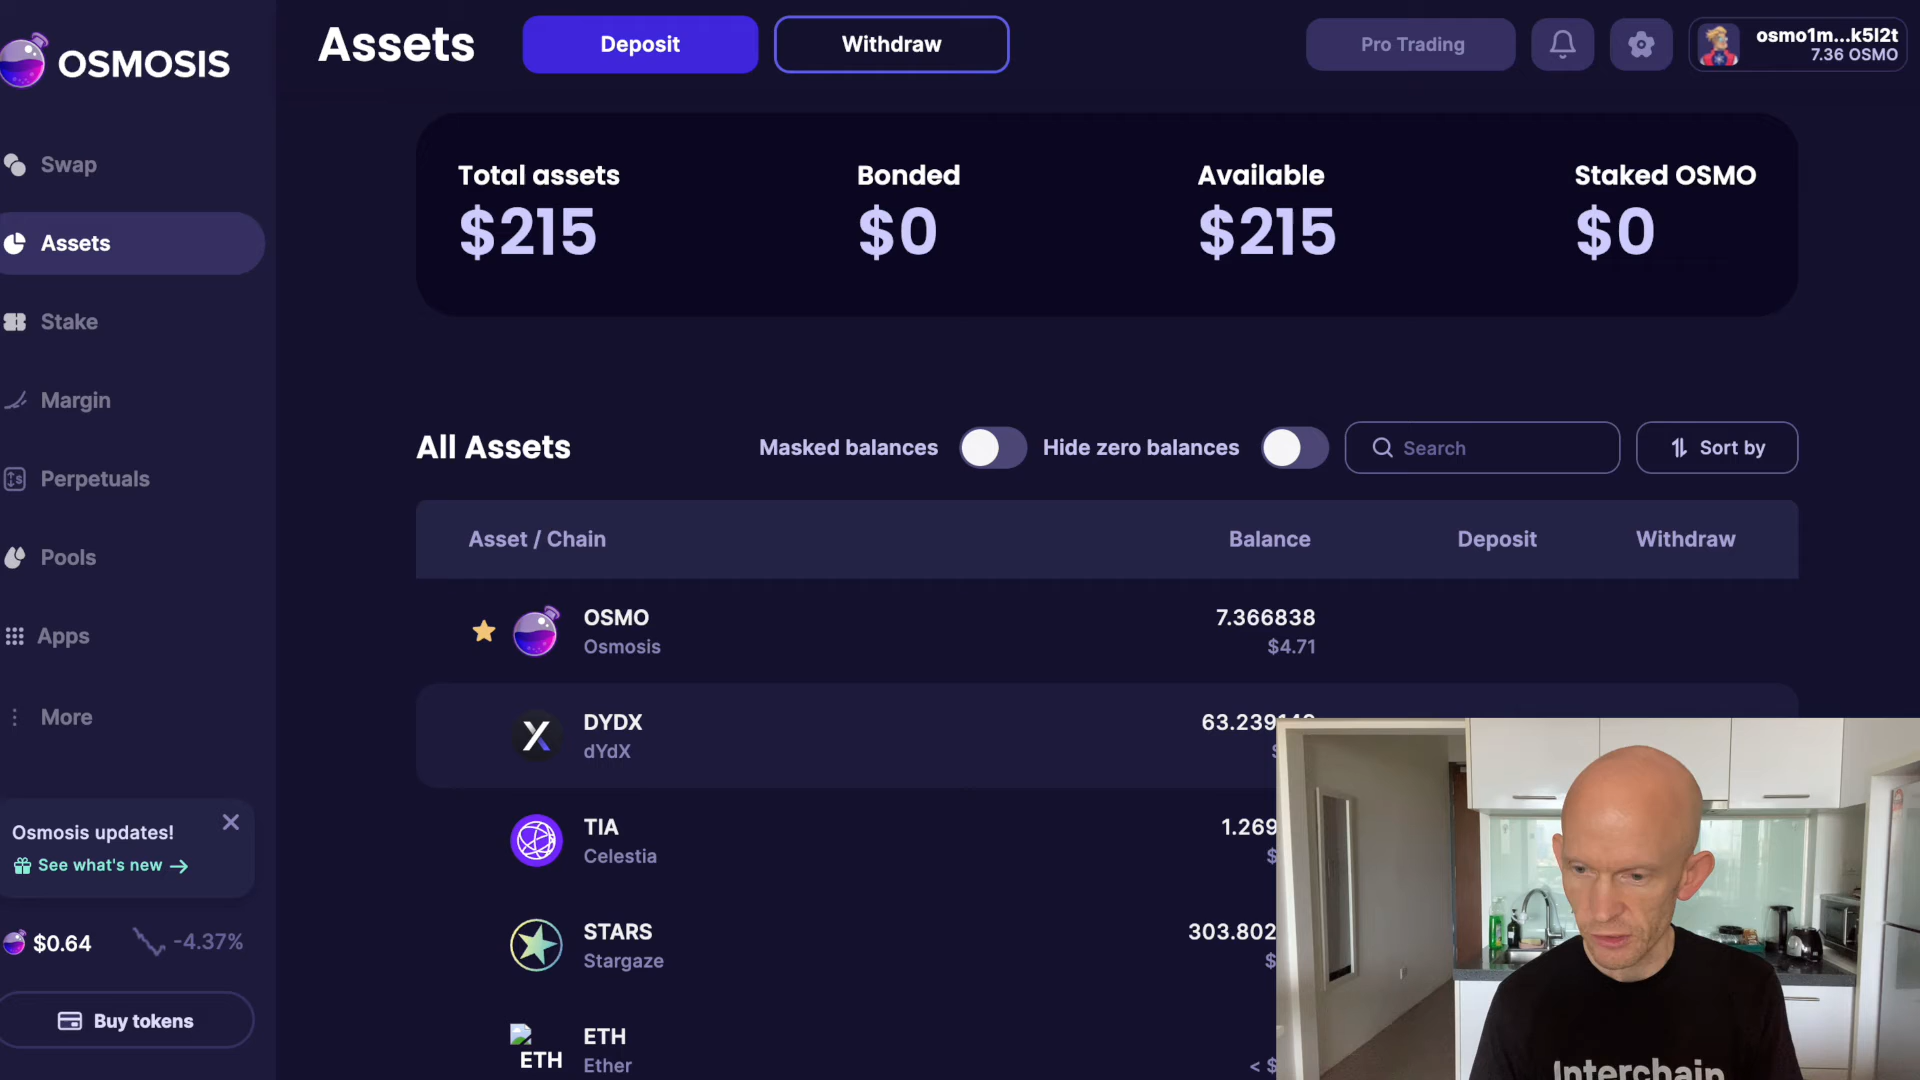 OSMOSIS
Assets
Deposit
Withdraw
Pro Trading
osmo1m...k5l2t
7.36 OSMO
Swap
Assets
Stake
Margin
Perpetuals
Pools
Apps
More
Total assets
$215
Bonded
$0
Available
$215
Staked OSMO
$0
All Assets
Masked balances
Hide zero balances
Search
Sort by
Asset / Chain
Balance
Deposit
Withdraw
OSMO
Osmosis
7.366838
$4.71
DYDX
dYdX
63.239
TIA
Celestia
1.269
$
STARS
Stargaze
303.802
$
ETH
ETH
Ether
< $
Osmosis updates!
See what's new
$0.64
-4.37%
Buy tokens
Interchain